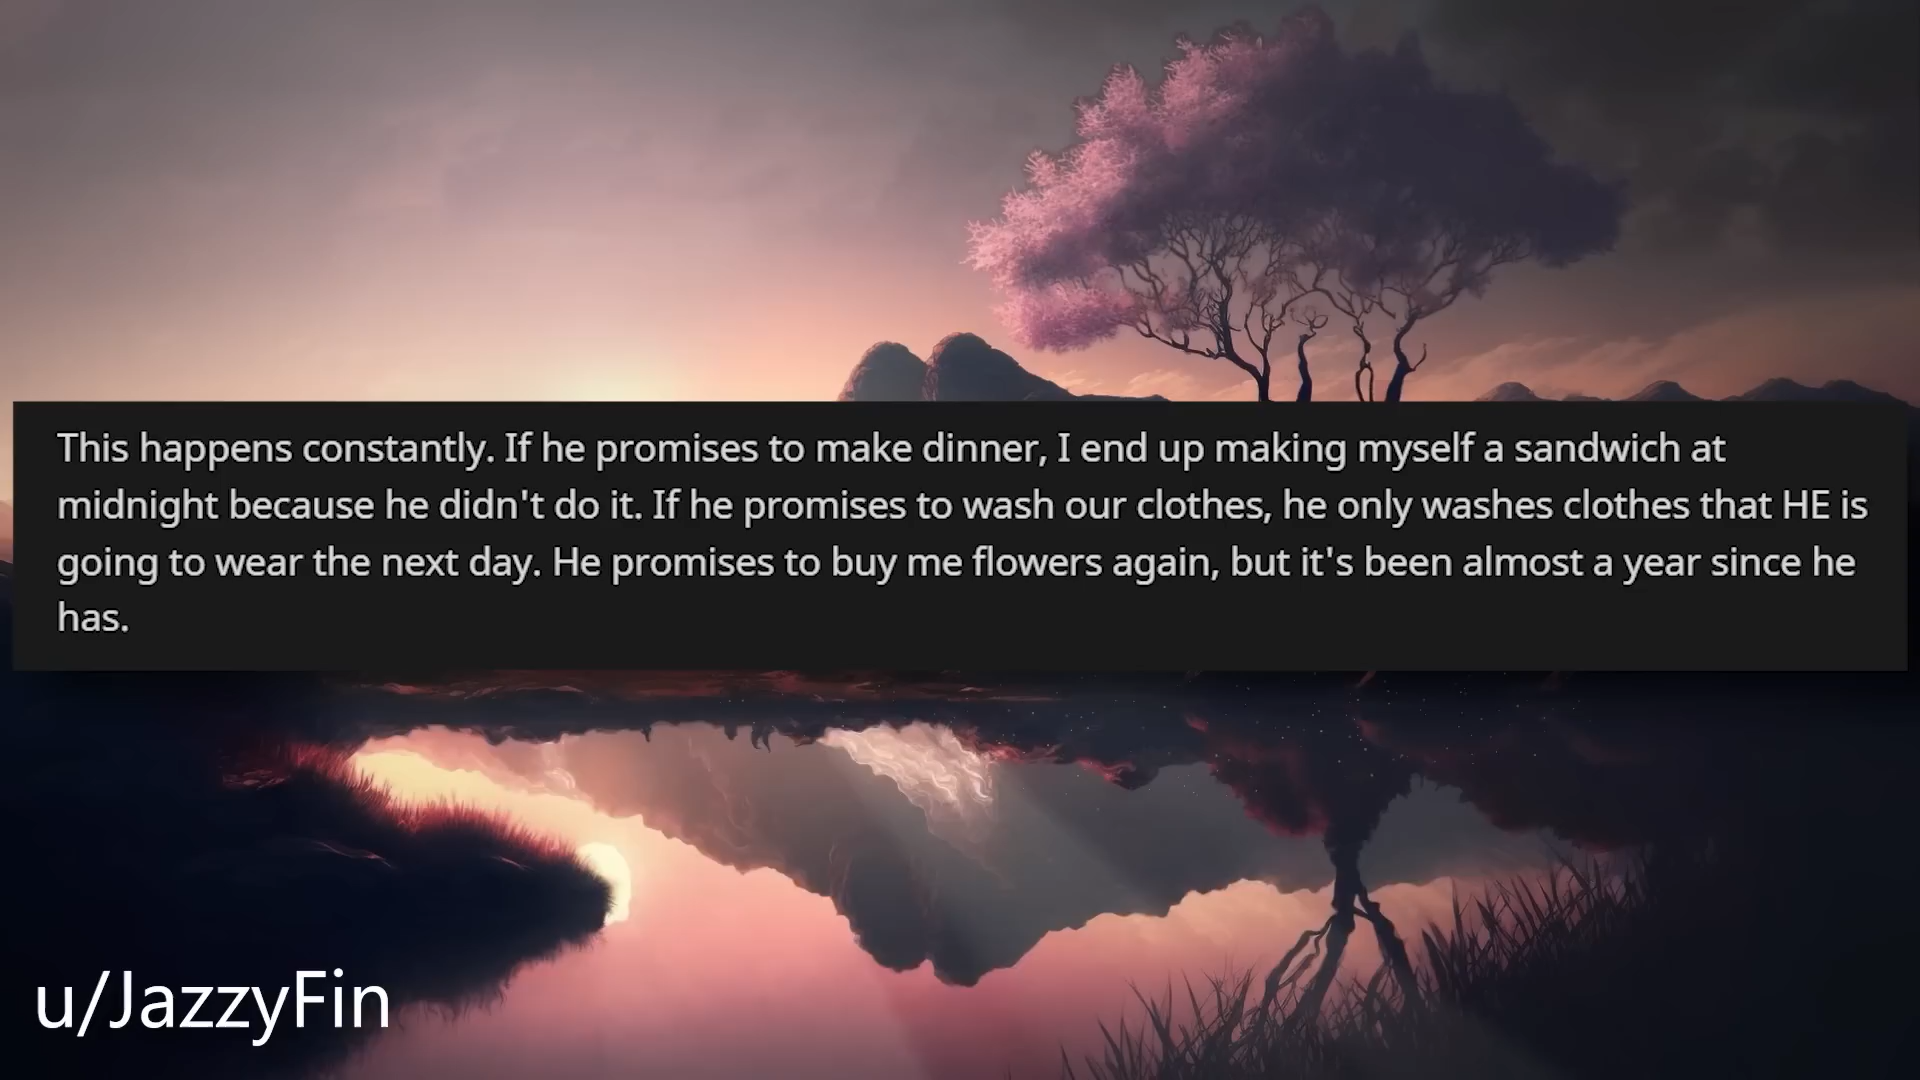 This happens constantly. If he promises to make dinner, I end up making myself a sandwich at
midnight because he didn't do it. If he promises to wash our clothes, he only washes clothes that HE is
going to wear the next day. He promises to buy me flowers again, but it's been almost a year since he
has.
u/JazzyFin